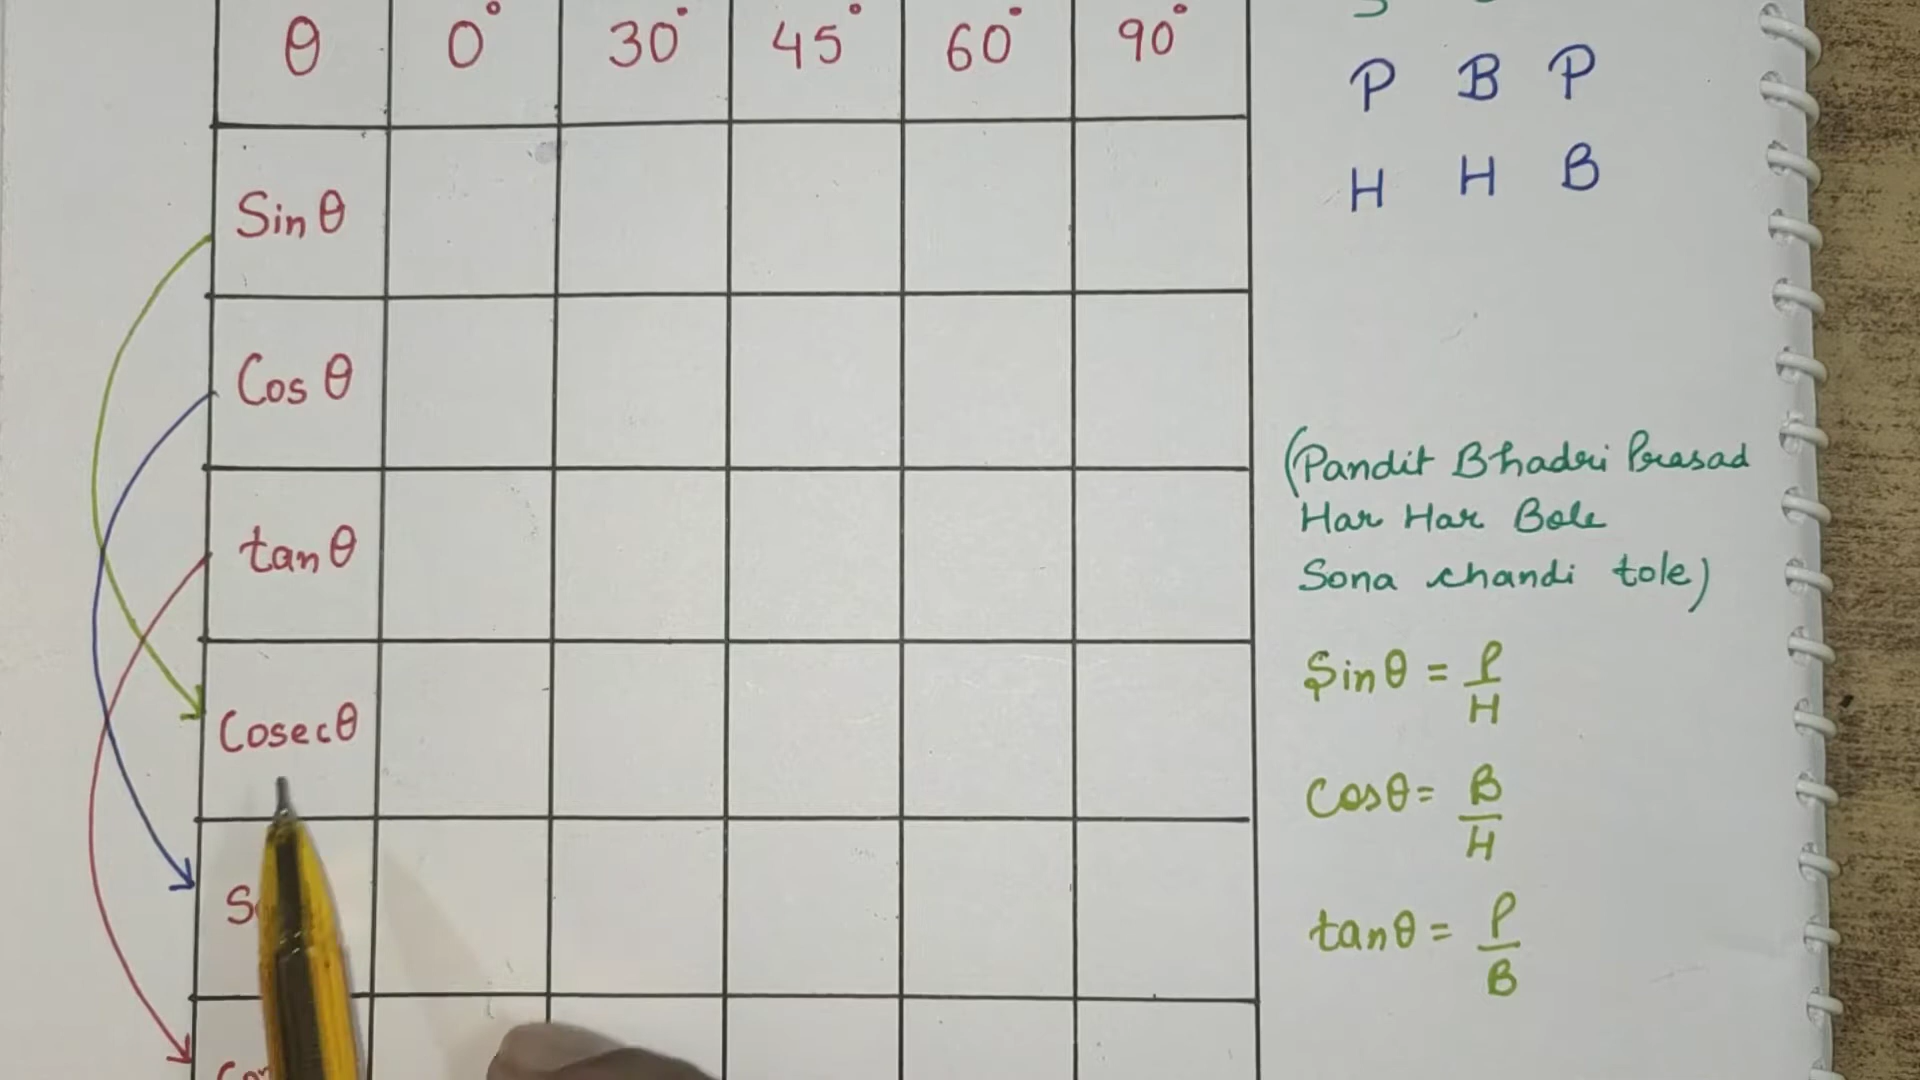 θ 0° 30° 45° 60° 90°
Sin θ
Cos θ
tan θ
Cosec θ
P B P
H H B
(Pandit Bhadri Prasad
Har Har Bole
Sona chandi tole)
Sin θ = P/H
Cos θ = B/H
tan θ = P/B